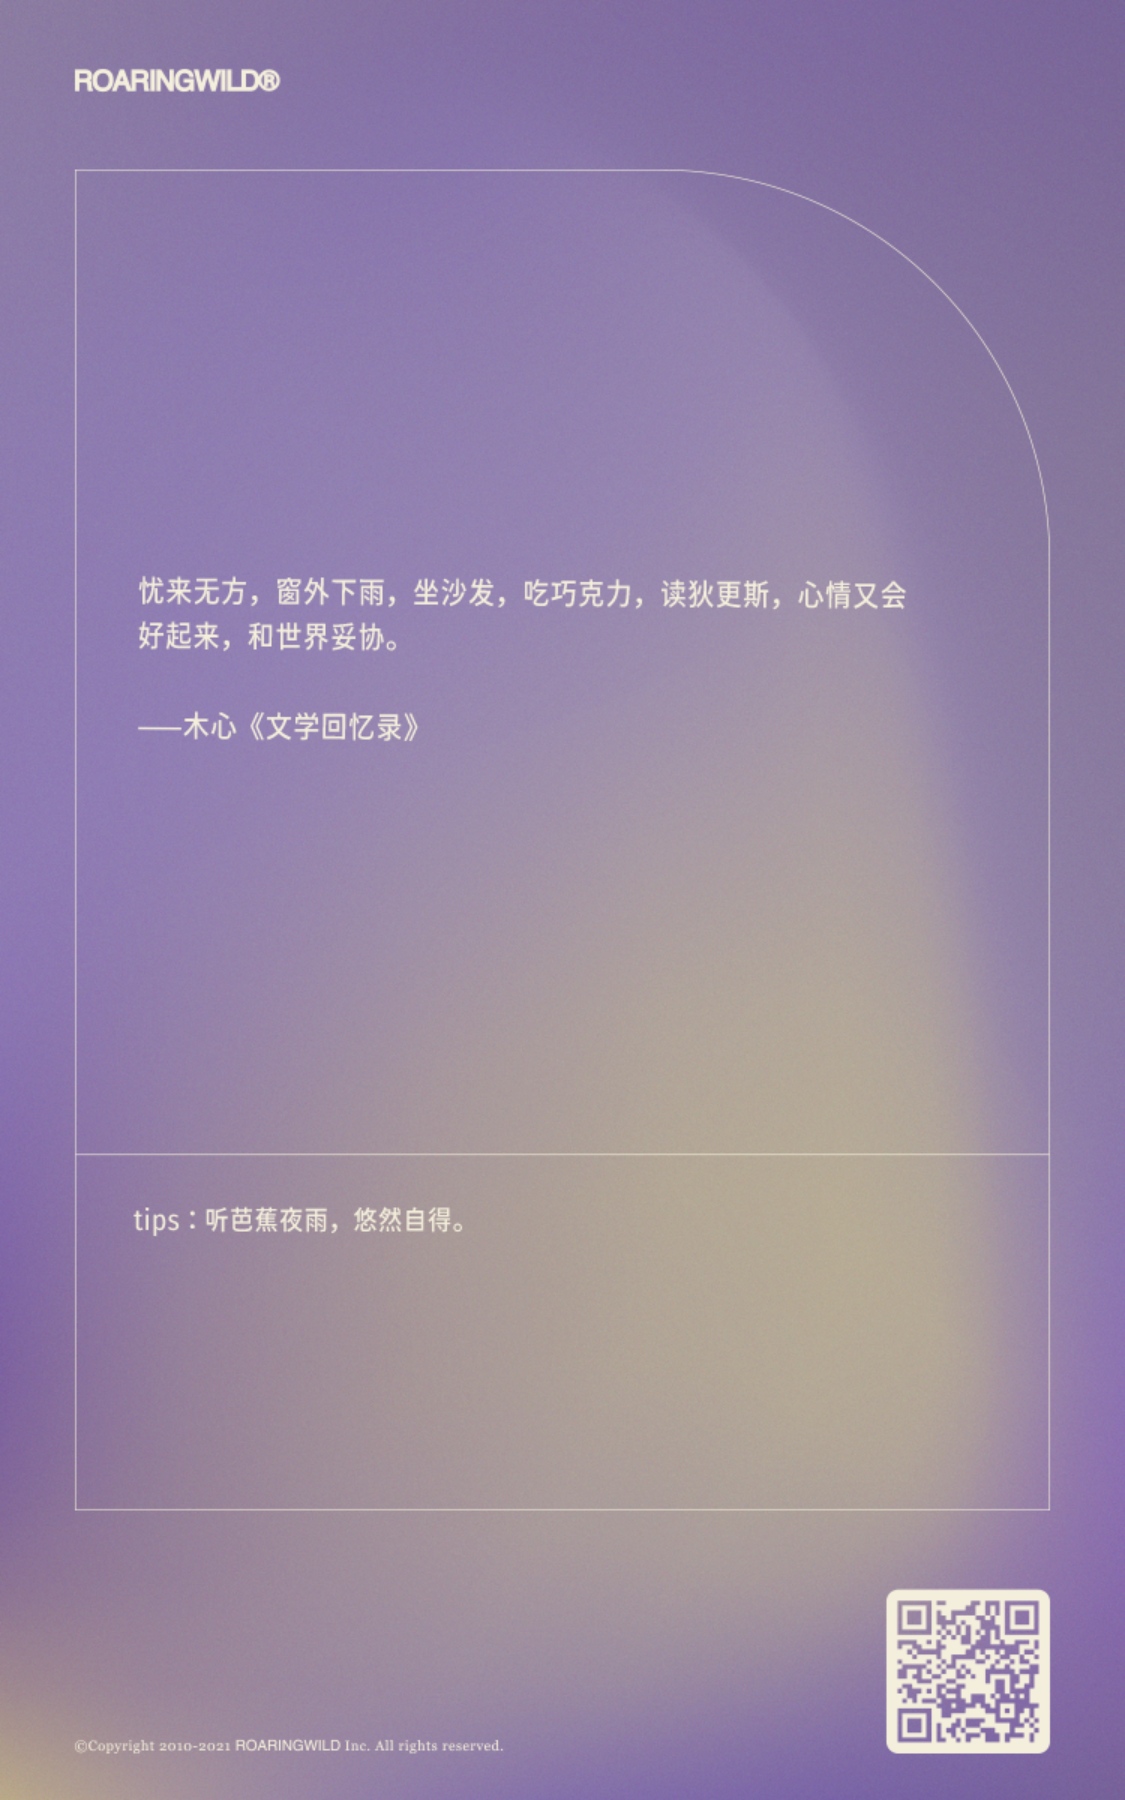 ROARINGWILD®
忧来无方，窗外下雨，坐沙发，吃巧克力，读狄更斯，心情又会
好起来，和世界妥协。
——木心《文学回忆录》
tips：听芭蕉夜雨，悠然自得。
©Copyright 2010-2021 ROARINGWILD Inc. All rights reserved.